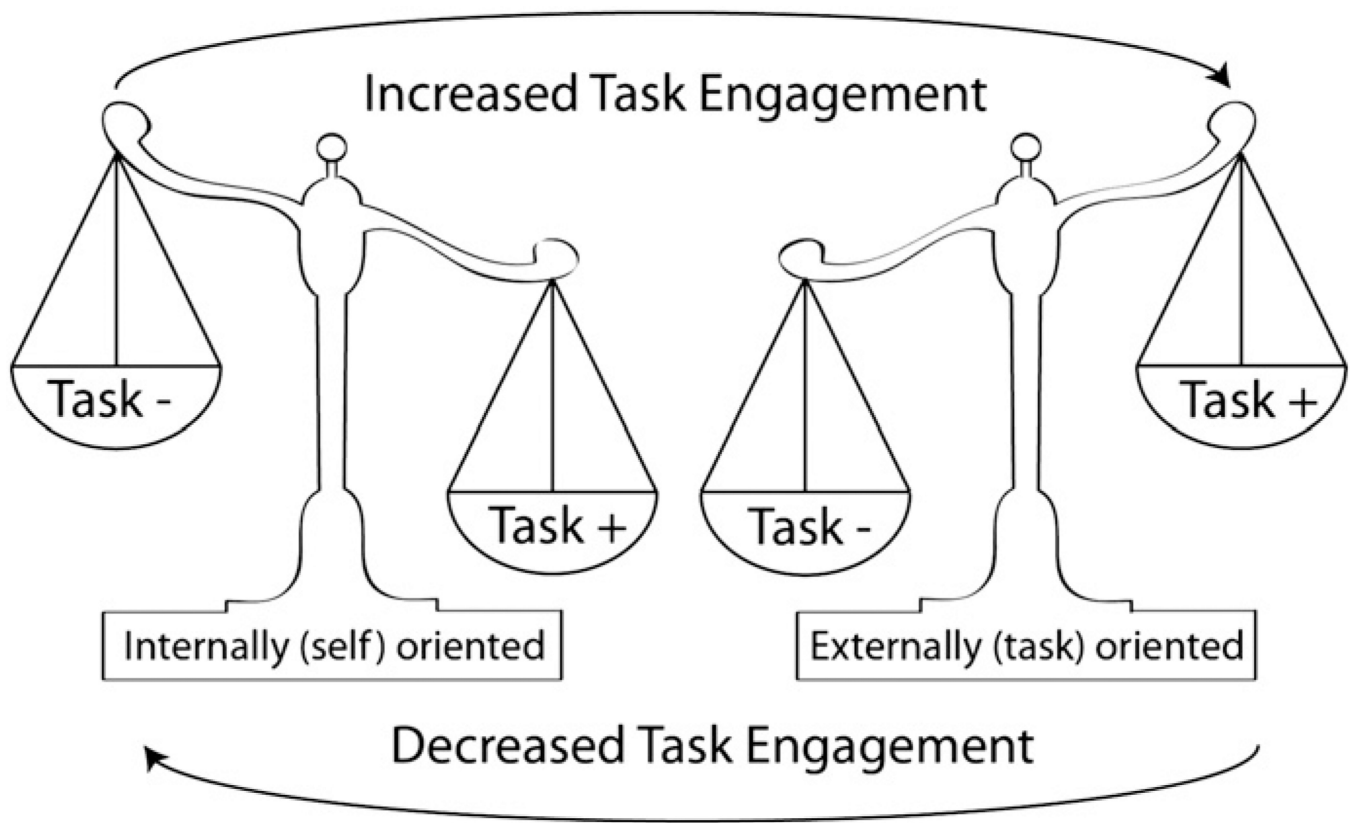 Increased Task Engagement
Task -
Task +
Task -
Task +
Internally (self) oriented
Externally (task) oriented
Decreased Task Engagement